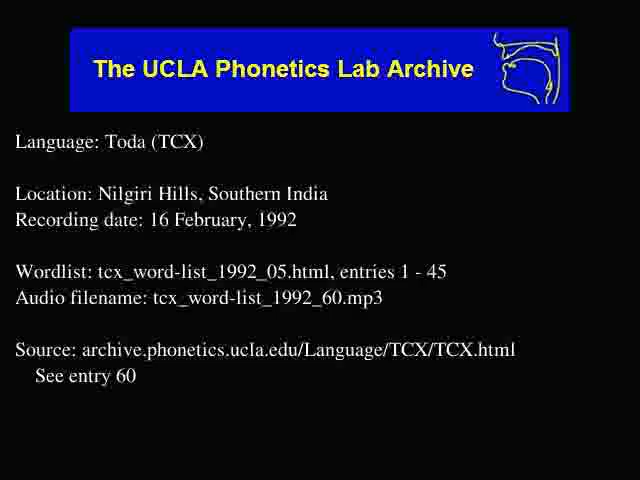 The UCLA Phonetics Lab Archive
Language: Toda (TCX)
Location: Nilgiri Hills, Southern India
Recording date: 16 February, 1992
Wordlist: tcx_word-list_1992_05.html, entries 1 - 45
Audio filename: tcx_word-list_1992_60.mp3
Source: archive.phonetics.ucla.edu/Language/TCX/TCX.html
See entry 60